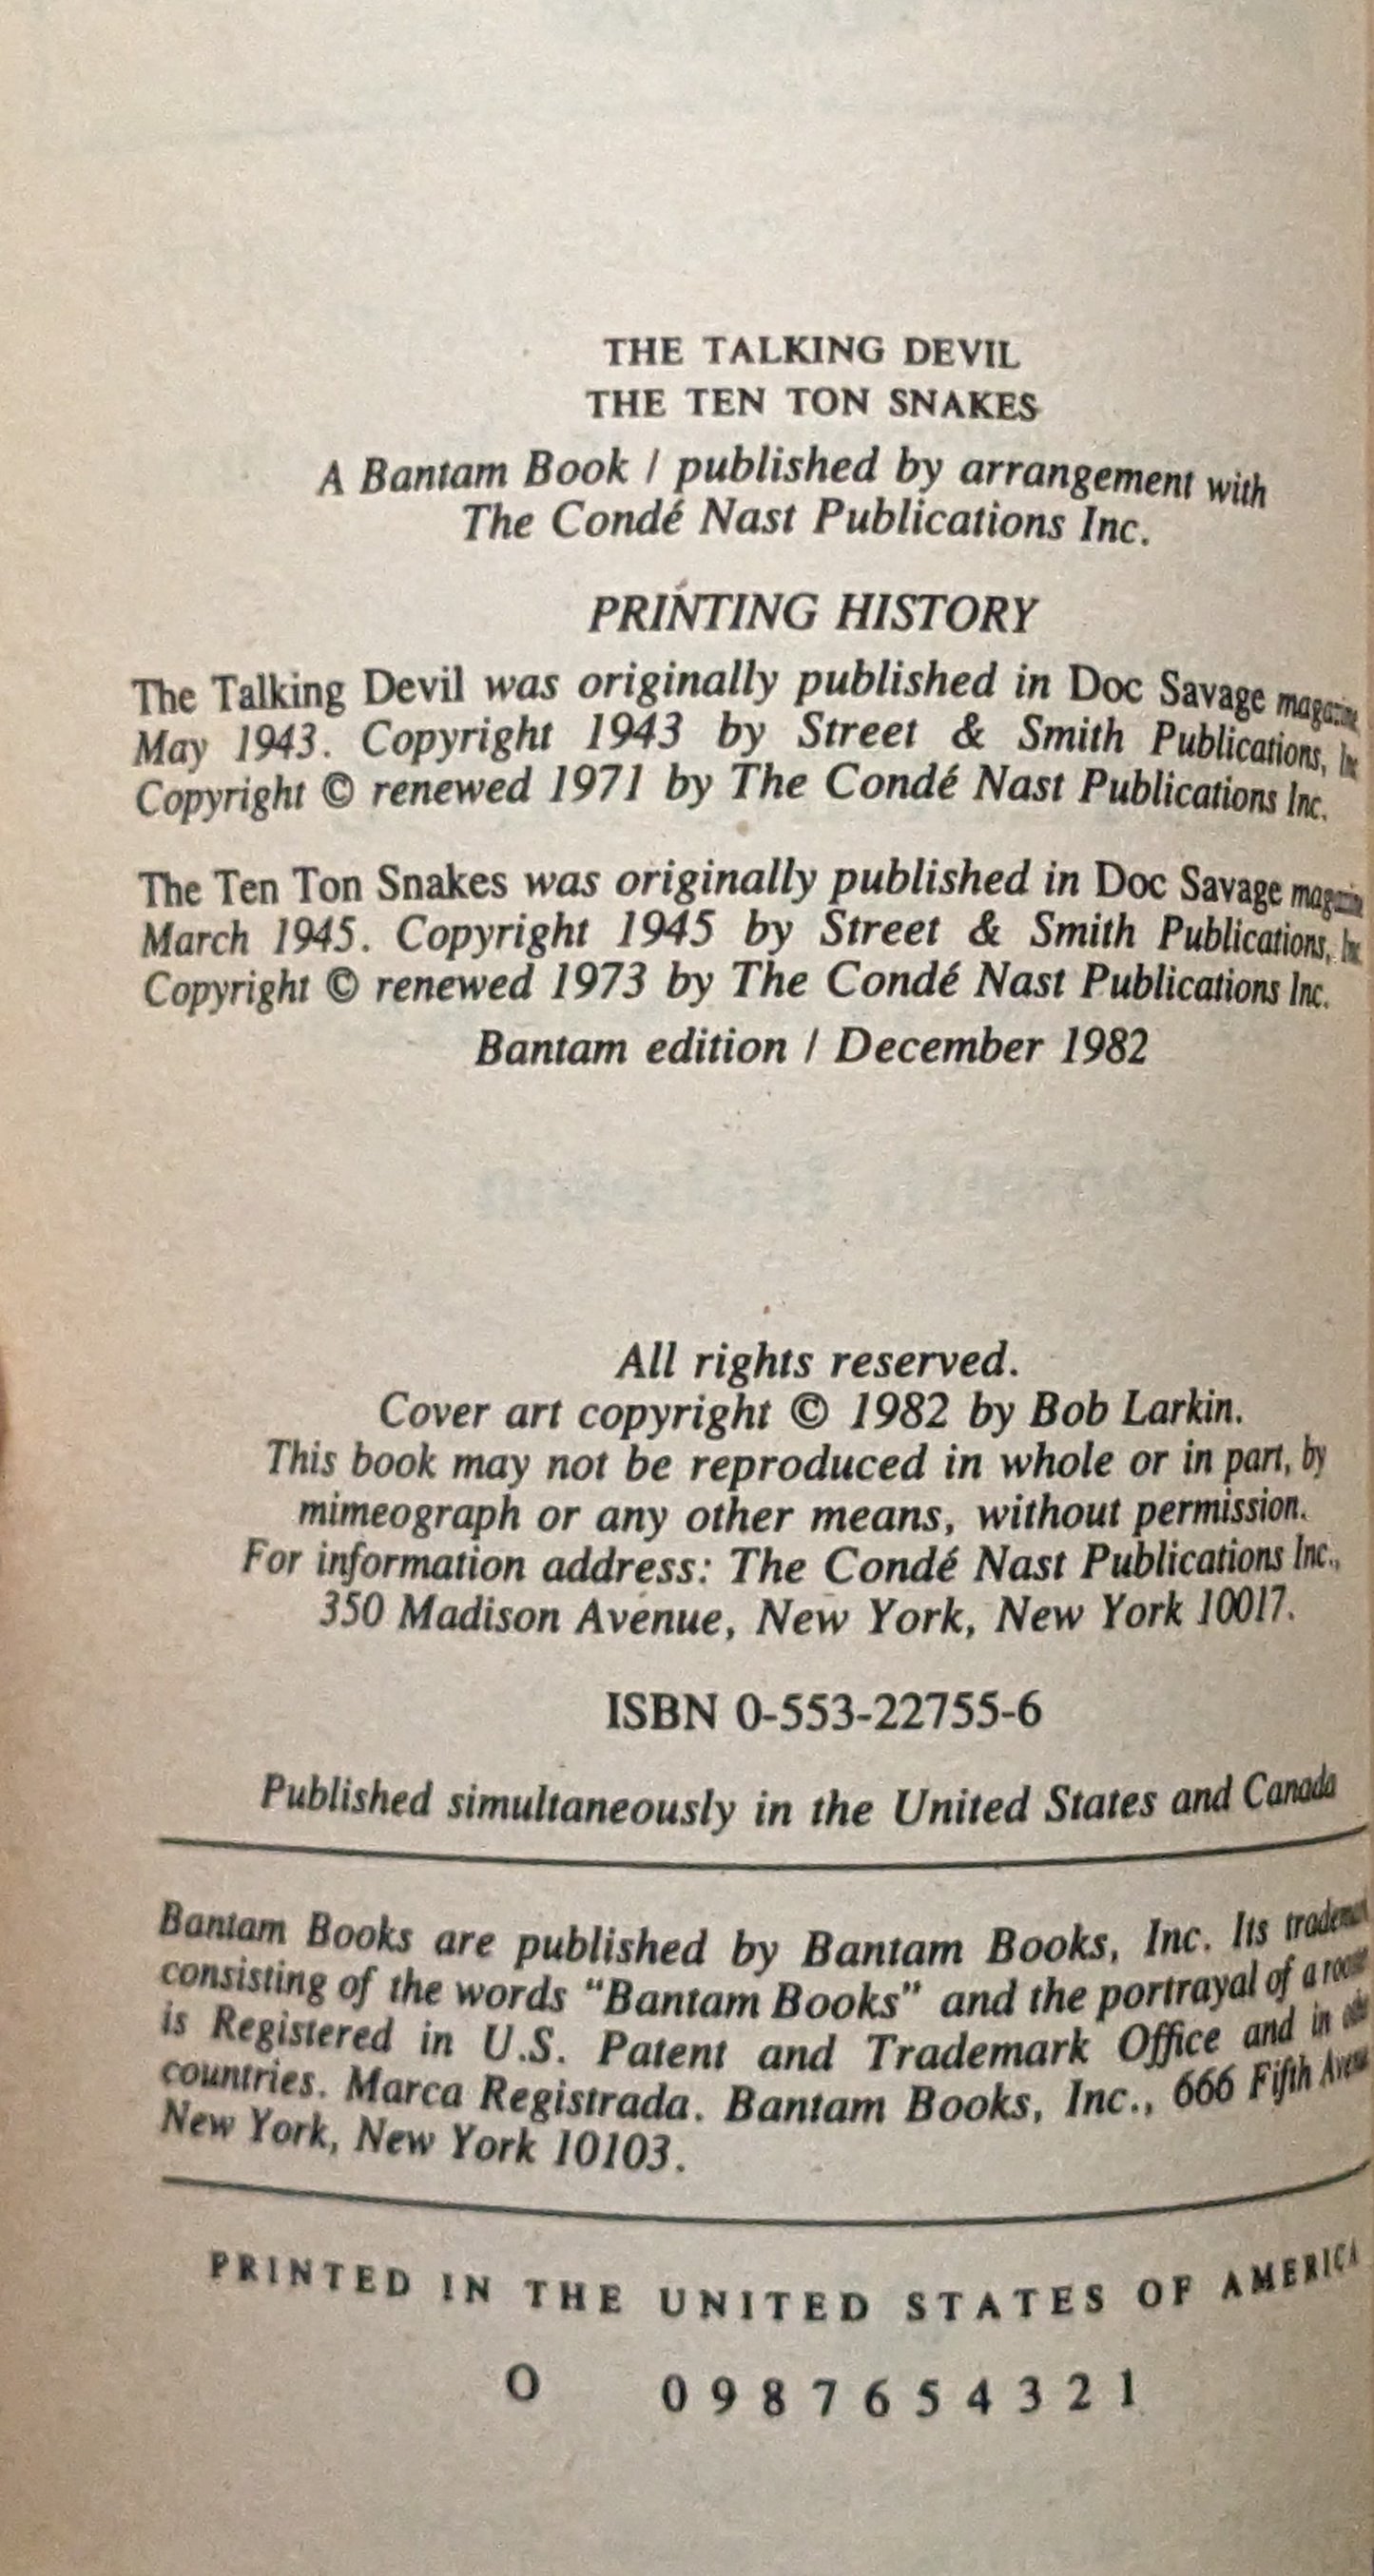 THE TALKING DEVIL
THE TEN TON SNAKES
A Bantam Book / published by arrangement with
The Condé Nast Publications Inc.
PRINTING HISTORY
The Talking Devil was originally published in Doc Savage magazine
May 1943. Copyright 1943 by Street & Smith Publications, Inc
Copyright © renewed 1971 by The Condé Nast Publications Inc.
The Ten Ton Snakes was originally published in Doc Savage magazin
March 1945. Copyright 1945 by Street & Smith Publications, Inc
Copyright © renewed 1973 by The Condé Nast Publications Inc.
Bantam edition / December 1982
All rights reserved.
Cover art copyright © 1982 by Bob Larkin.
This book may not be reproduced in whole or in part, by
mimeograph or any other means, without permission.
For information address: The Condé Nast Publications Inc.,
350 Madison Avenue, New York, New York 10017.
ISBN 0-553-22755-6
Published simultaneously in the United States and Canada
Bantam Books are published by Bantam Books, Inc. Its
consisting of the words “Bantam Books” and the portrayal of a
is Registered in U.S. Patent and Trademark Office and in
countries. Marca Registrada. Bantam Books, Inc., 666 Fifth
New York, New York 10103.
PRINTED IN THE UNITED STATES OF AMERICA
O 0 9 8 7 6 5 4 3 2 1